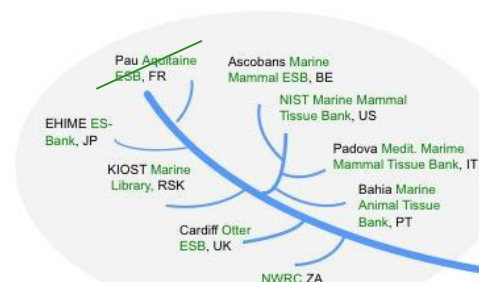 Pau Aquitaine
ESB, FR
Ascobans Marine
Mammal ESB, BE
NIST Marine Mammal
Tissue Bank, US
EHIME ES-
Bank, JP
Padova Medit. Marime
Mammal Tissue Bank, IT
KIOST Marine
Library, RSK
Bahia Marine
Animal Tissue
Bank, PT
Cardiff Otter
ESB, UK
NWRC ZA